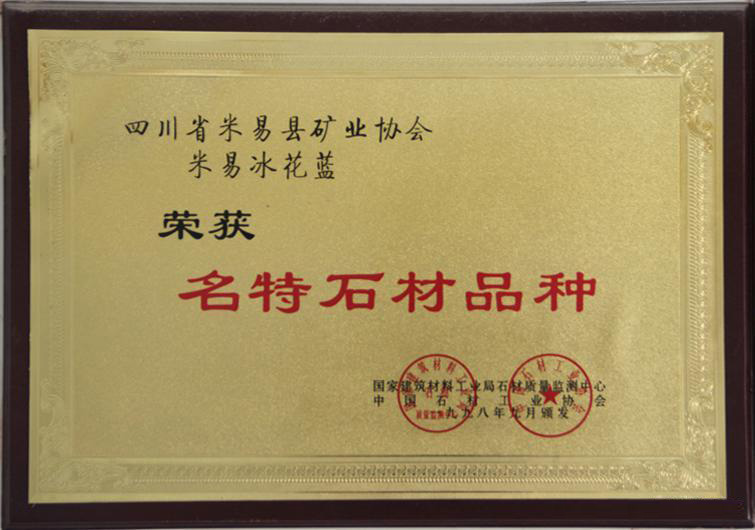 四川省米易县矿业协会
米易冰花蓝
荣获
名特石材品种
国家建筑材料工业局石材质量监测中心
中国石材工业协会
一九九八年九月颁发